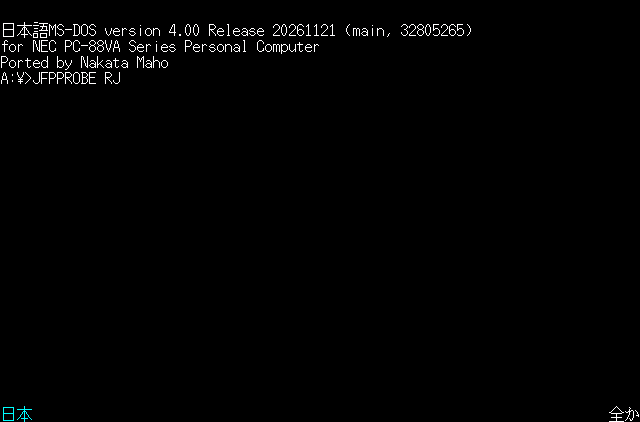 日本語MS-DOS version 4.00 Release 20261121 (main, 32805265)
for NEC PC-88VA Series Personal Computer
Ported by Nakata Maho
A:¥>JFPPROBE RJ
日本 全か